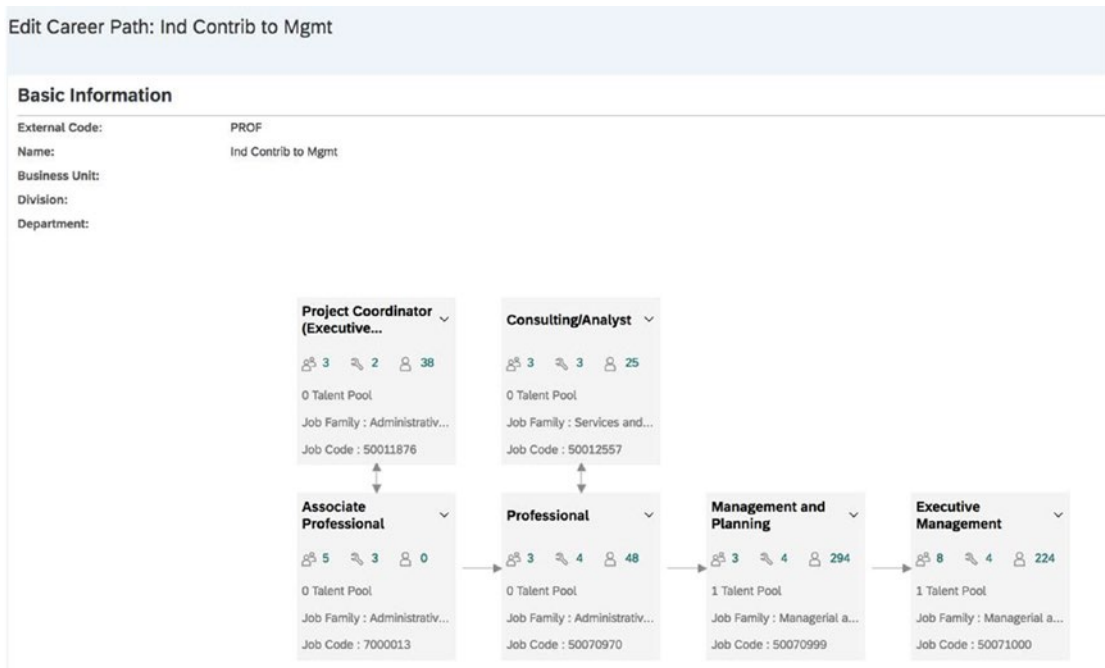 Edit Career Path: Ind Contrib to Mgmt
Basic Information
External Code: PROF
Name: Ind Contrib to Mgmt
Business Unit:
Division:
Department:
Project Coordinator
(Executive...
3 2 38
0 Talent Pool
Job Family : Administrativ...
Job Code : 50011876
Consulting/Analyst
3 3 25
0 Talent Pool
Job Family : Services and...
Job Code : 50012557
Associate
Professional
5 3 0
0 Talent Pool
Job Family : Administrativ...
Job Code : 7000013
Professional
3 4 48
0 Talent Pool
Job Family : Administrativ...
Job Code : 50070970
Management and
Planning
3 4 294
1 Talent Pool
Job Family : Managerial a...
Job Code : 50070999
Executive
Management
8 4 224
1 Talent Pool
Job Family : Managerial a...
Job Code : 50071000